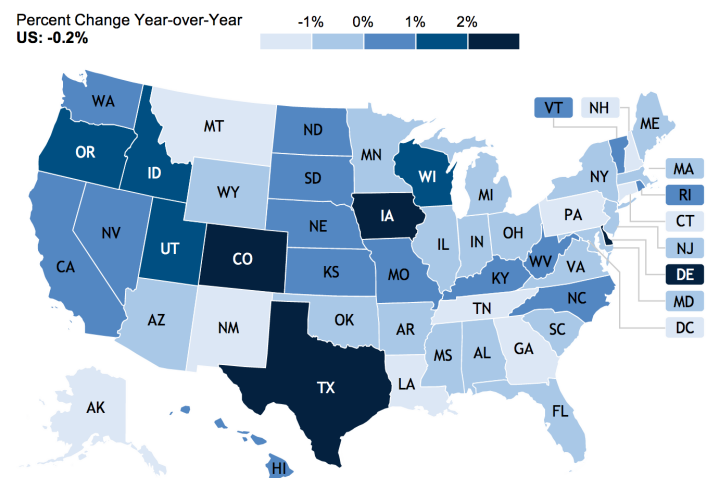 Percent Change Year-over-Year
US: -0.2%
-1% 0% 1% 2%
WA
MT
ND
MN
VT
NH
ME
OR
ID
WY
SD
WI
MI
NY
MA
RI
CT
NJ
DE
MD
DC
NV
UT
CO
NE
IA
IL
IN
OH
PA
CA
KS
MO
KY
WV
VA
AZ
NM
OK
AR
TN
NC
SC
TX
LA
MS
AL
GA
FL
AK
HI